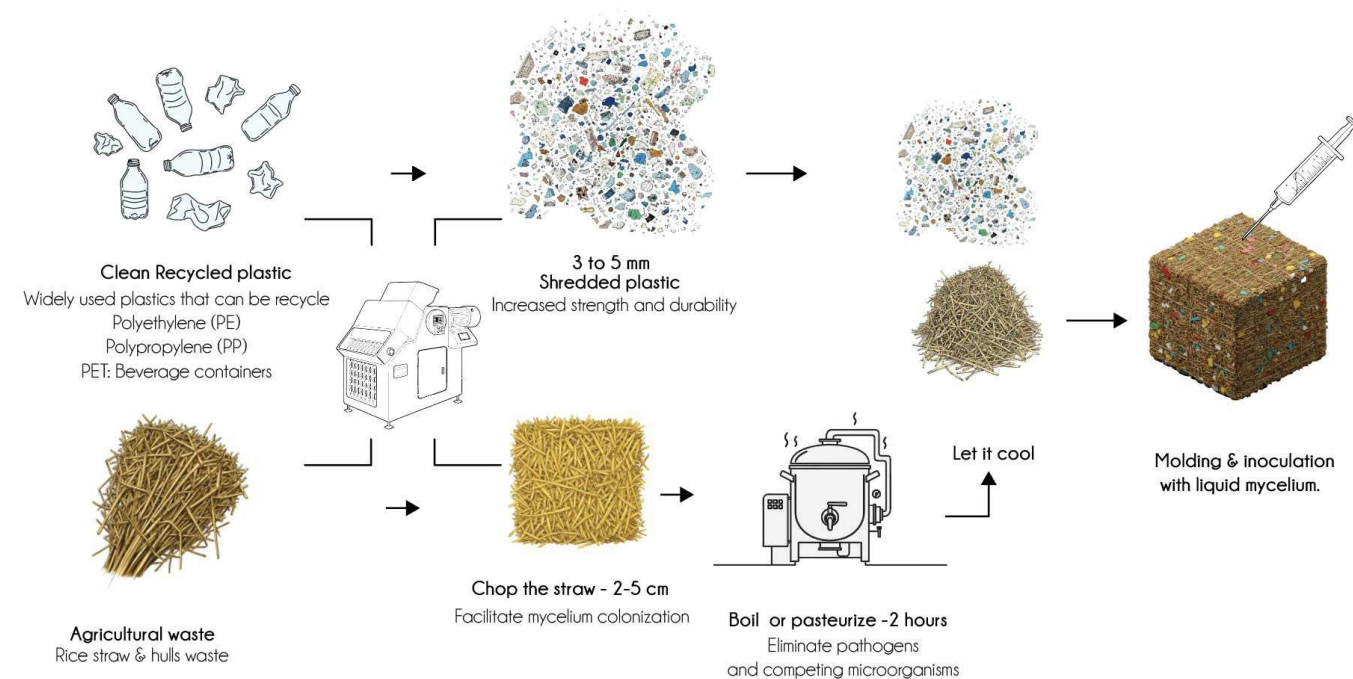 Clean Recycled plastic
Widely used plastics that can be recycle
Polyethylene (PE)
Polypropylene (PP)
PET: Beverage containers
3 to 5 mm
Shredded plastic
Increased strength and durability
Agricultural waste
Rice straw & hulls waste
Chop the straw - 2-5 cm
Facilitate mycelium colonization
Boil or pasteurize -2 hours
Eliminate pathogens
and competing microorganisms
Let it cool
Molding & inoculation
with liquid mycelium.